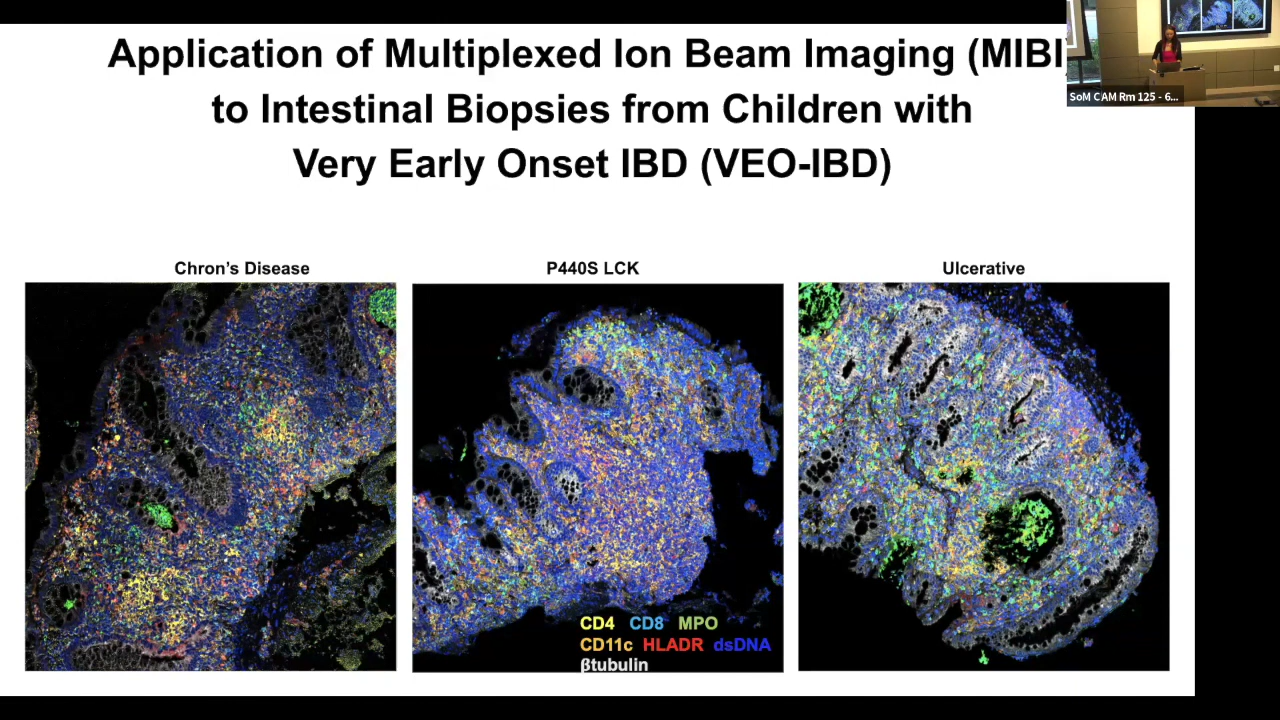 Application of Multiplexed Ion Beam Imaging (MIBI
to Intestinal Biopsies from Children with
Very Early Onset IBD (VEO-IBD)
SoM CAM Rm 125 - 6...
Chron's Disease
P440S LCK
Ulcerative
CD4 CD8 MPO
CD11c HLADR dsDNA
βtubulin